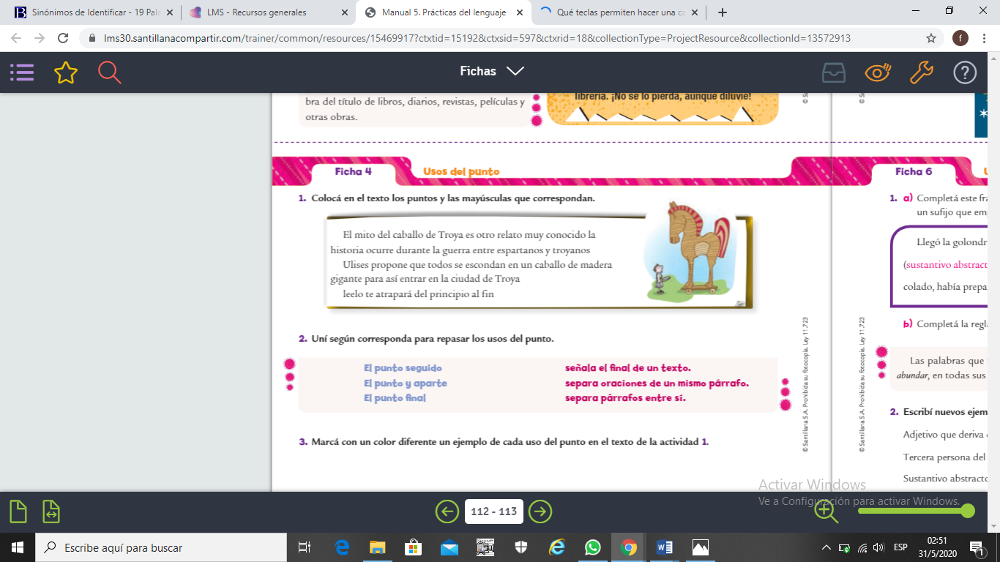 Sinónimos de Identificar - 19 Pala
LMS - Recursos generales
Manual 5. Prácticas del lenguaje
Qué teclas permiten hacer una ca
lms30.santillanacompartir.com/trainer/common/resources/15469917?ctxtid=15192&ctxsid=597&ctxrid=18&collectionType=ProjectResource&collectionId=13572913
f
Fichas
bra del título de libros, diarios, revistas, películas y
otras obras.
librería. ¡No se lo pierda, aunque diluvie!
© Sa
© Sa
Ficha 4
Usos del punto
Ficha 6
1. Colocá en el texto los puntos y las mayúsculas que correspondan.
El mito del caballo de Troya es otro relato muy conocido la
historia ocurre durante la guerra entre espartanos y troyanos
Ulises propone que todos se escondan en un caballo de madera
gigante para así entrar en la ciudad de Troya
leelo te atrapará del principio al fin
2. Uní según corresponda para repasar los usos del punto.
El punto seguido
señala el final de un texto.
El punto y aparte
separa oraciones de un mismo párrafo.
El punto final
separa párrafos entre sí.
3. Marcá con un color diferente un ejemplo de cada uso del punto en el texto de la actividad 1.
© Santillana S.A. Prohibida su fotocopia. Ley 11.723
© Santillana S.A. Prohibida su fotocopia. Ley 11.723
1. a) Completá este fra
un sufijo que em
Llegó la golondr
(sustantivo abstract
colado, había prepa
b) Completá la regla
Las palabras que
abundar, en todas sus
2. Escribí nuevos ejem
Adjetivo que deriva
Tercera persona del
Sustantivo abstracto
Activar Windows
Ve a Configuración para activar Windows.
112 - 113
Escribe aquí para buscar
ESP
02:51
31/5/2020
1